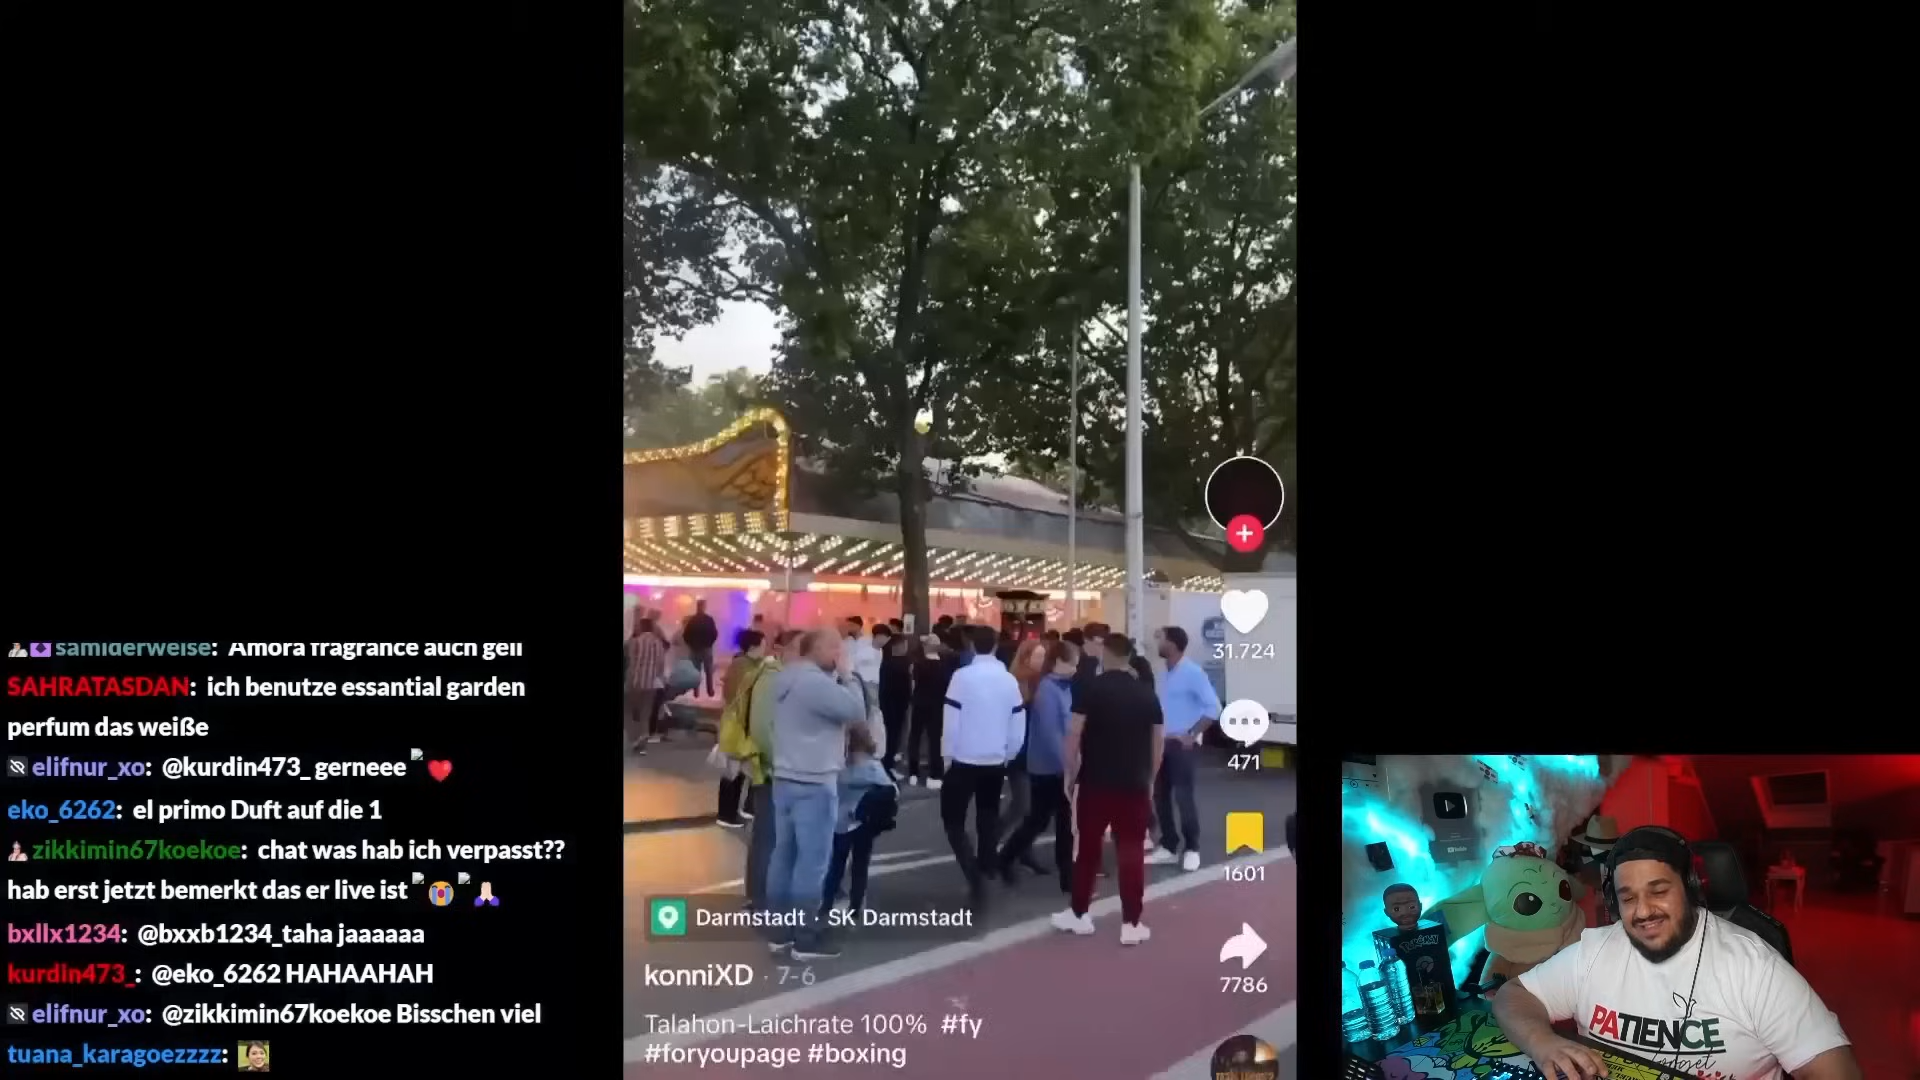 samiderweise: Amora fragrance auch geil
SAHRATASDAN: ich benutze essantial garden
perfum das weiße
elifnur_xo: @kurdin473_ gerneee
eko_6262: el primo Duft auf die 1
zikkimin67koekoe: chat was hab ich verpasst??
hab erst jetzt bemerkt das er live ist
bxllx1234: @bxxb1234_taha jaaaaaa
kurdin473_: @eko_6262 HAHAAHAH
elifnur_xo: @zikkimin67koekoe Bisschen viel
tuana_karagoezzzz:
31.724
471
1601
7786
Darmstadt · SK Darmstadt
konniXD · 7-6
Talahon-Laichrate 100% #fy
#foryoupage #boxing
PATIENCE